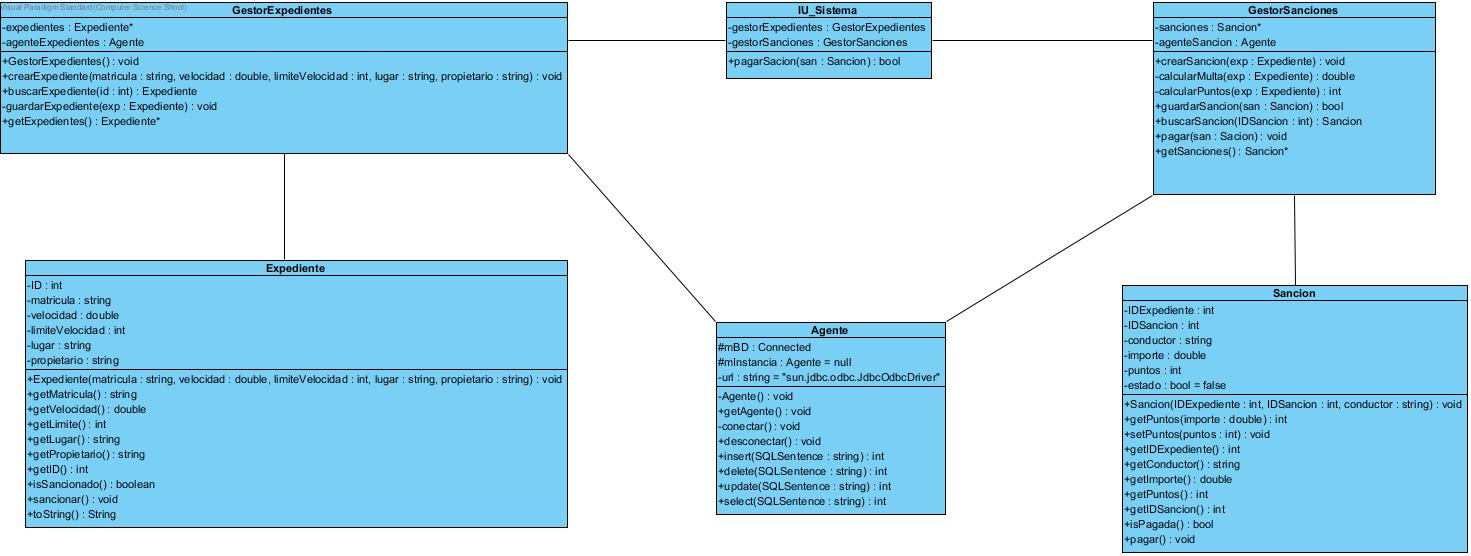 Visual Paradigm Standard(Computer Science Shool)
GestorExpedientes
-expedientes : Expediente*
-agenteExpedientes : Agente
+GestorExpedientes() : void
+crearExpediente(matricula : string, velocidad : double, limiteVelocidad : int, lugar : string, propietario : string) : void
+buscarExpediente(id : int) : Expediente
-guardarExpediente(exp : Expediente) : void
+getExpedientes() : Expediente*
IU_Sistema
-gestorExpedientes : GestorExpedientes
-gestorSanciones : GestorSanciones
+pagarSacion(san : Sancion) : bool
GestorSanciones
-sanciones : Sancion*
-agenteSancion : Agente
+crearSancion(exp : Expediente) : void
-calcularMulta(exp : Expediente) : double
-calcularPuntos(exp : Expediente) : int
+guardarSancion(san : Sancion) : bool
+buscarSancion(IDSancion : int) : Sancion
+pagar(san : Sacion) : void
+getSanciones() : Sancion*
Expediente
-ID : int
-matricula : string
-velocidad : double
-limiteVelocidad : int
-lugar : string
-propietario : string
+Expediente(matricula : string, velocidad : double, limiteVelocidad : int, lugar : string, propietario : string) : void
+getMatricula() : string
+getVelocidad() : double
+getLimite() : int
+getLugar() : string
+getPropietario() : string
+getID() : int
+isSancionado() : boolean
+sancionar() : void
+toString() : String
Agente
#mBD : Connected
#mInstancia : Agente = null
-url : string = "sun.jdbc.odbc.JdbcOdbcDriver"
-Agente() : void
+getAgente() : void
-conectar() : void
+desconectar() : void
+insert(SQLSentence : string) : int
+delete(SQLSentence : string) : int
+update(SQLSentence : string) : int
+select(SQLSentence : string) : int
Sancion
-IDExpediente : int
-IDSancion : int
-conductor : string
-importe : double
-puntos : int
-estado : bool = false
+Sancion(IDExpediente : int, IDSancion : int, conductor : string) : void
+getPuntos(importe : double) : int
+setPuntos(puntos : int) : void
+getIDExpediente() : int
+getConductor() : string
+getImporte() : double
+getPuntos() : int
+getIDSancion() : int
+isPagada() : bool
+pagar() : void